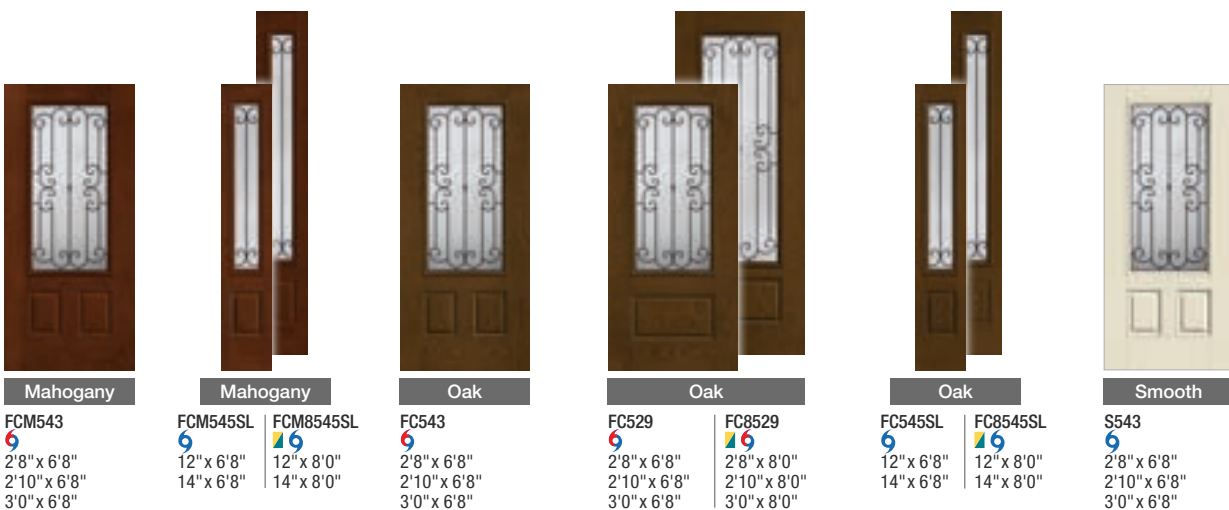 Mahogany
FCM543
2'8" x 6'8"
2'10" x 6'8"
3'0" x 6'8"
Mahogany
FCM545SL
12" x 6'8"
14" x 6'8"
FCM8545SL
12" x 8'0"
14" x 8'0"
Oak
FC543
2'8" x 6'8"
2'10" x 6'8"
3'0" x 6'8"
Oak
FC529
2'8" x 6'8"
2'10" x 6'8"
3'0" x 6'8"
FC8529
2'8" x 8'0"
2'10" x 8'0"
3'0" x 8'0"
Oak
FC545SL
12" x 6'8"
14" x 6'8"
FC8545SL
12" x 8'0"
14" x 8'0"
Smooth
S543
2'8" x 6'8"
2'10" x 6'8"
3'0" x 6'8"